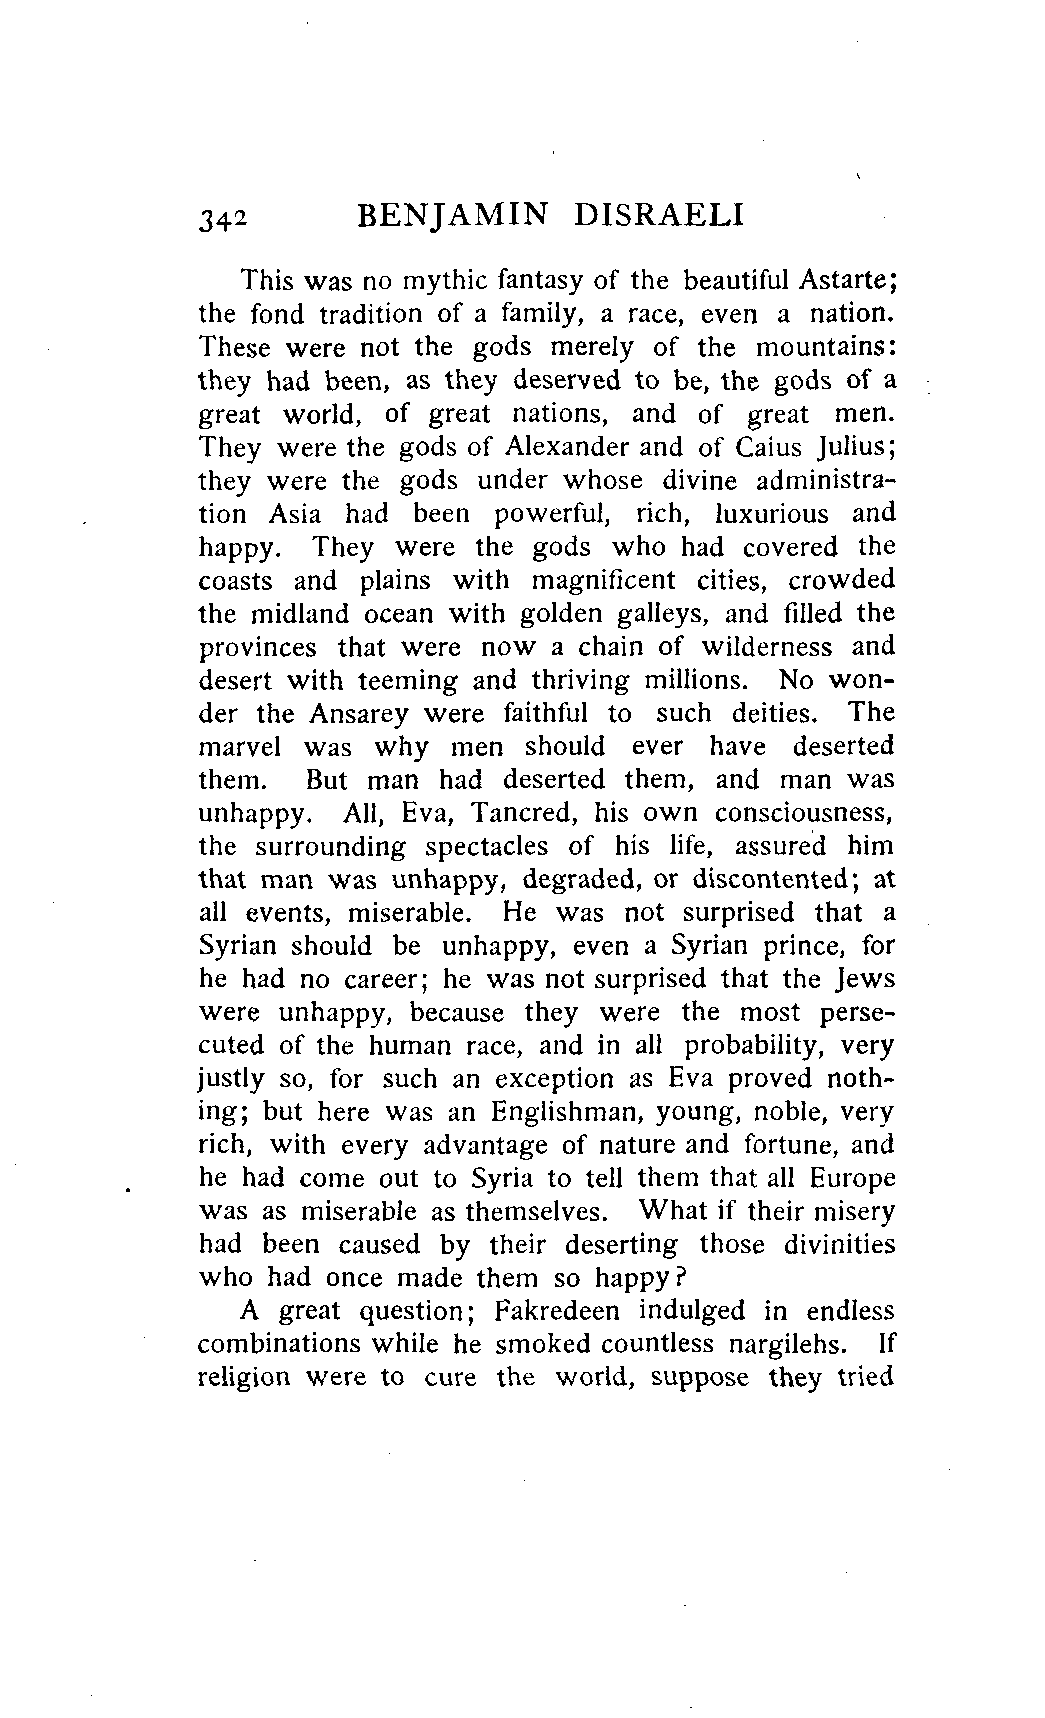 342 BENJAMIN DISRAELI
This was no mythic fantasy of the beautiful Astarte;
the fond tradition of a family, a race, even a nation.
These were not the gods merely of the mountains:
they had been, as they deserved to be, the gods of a
great world, of great nations, and of great men.
They were the gods of Alexander and of Caius Julius;
they were the gods under whose divine administra-
tion Asia had been powerful, rich, luxurious and
happy. They were the gods who had covered the
coasts and plains with magnificent cities, crowded
the midland ocean with golden galleys, and filled the
provinces that were now a chain of wilderness and
desert with teeming and thriving millions. No won-
der the Ansarey were faithful to such deities. The
marvel was why men should ever have deserted
them. But man had deserted them, and man was
unhappy. All, Eva, Tancred, his own consciousness,
the surrounding spectacles of his life, assured him
that man was unhappy, degraded, or discontented; at
all events, miserable. He was not surprised that a
Syrian should be unhappy, even a Syrian prince, for
he had no career; he was not surprised that the Jews
were unhappy, because they were the most perse-
cuted of the human race, and in all probability, very
justly so, for such an exception as Eva proved noth-
ing; but here was an Englishman, young, noble, very
rich, with every advantage of nature and fortune, and
he had come out to Syria to tell them that all Europe
was as miserable as themselves. What if their misery
had been caused by their deserting those divinities
who had once made them so happy?
A great question; Fakredeen indulged in endless
combinations while he smoked countless nargilehs. If
religion were to cure the world, suppose they tried